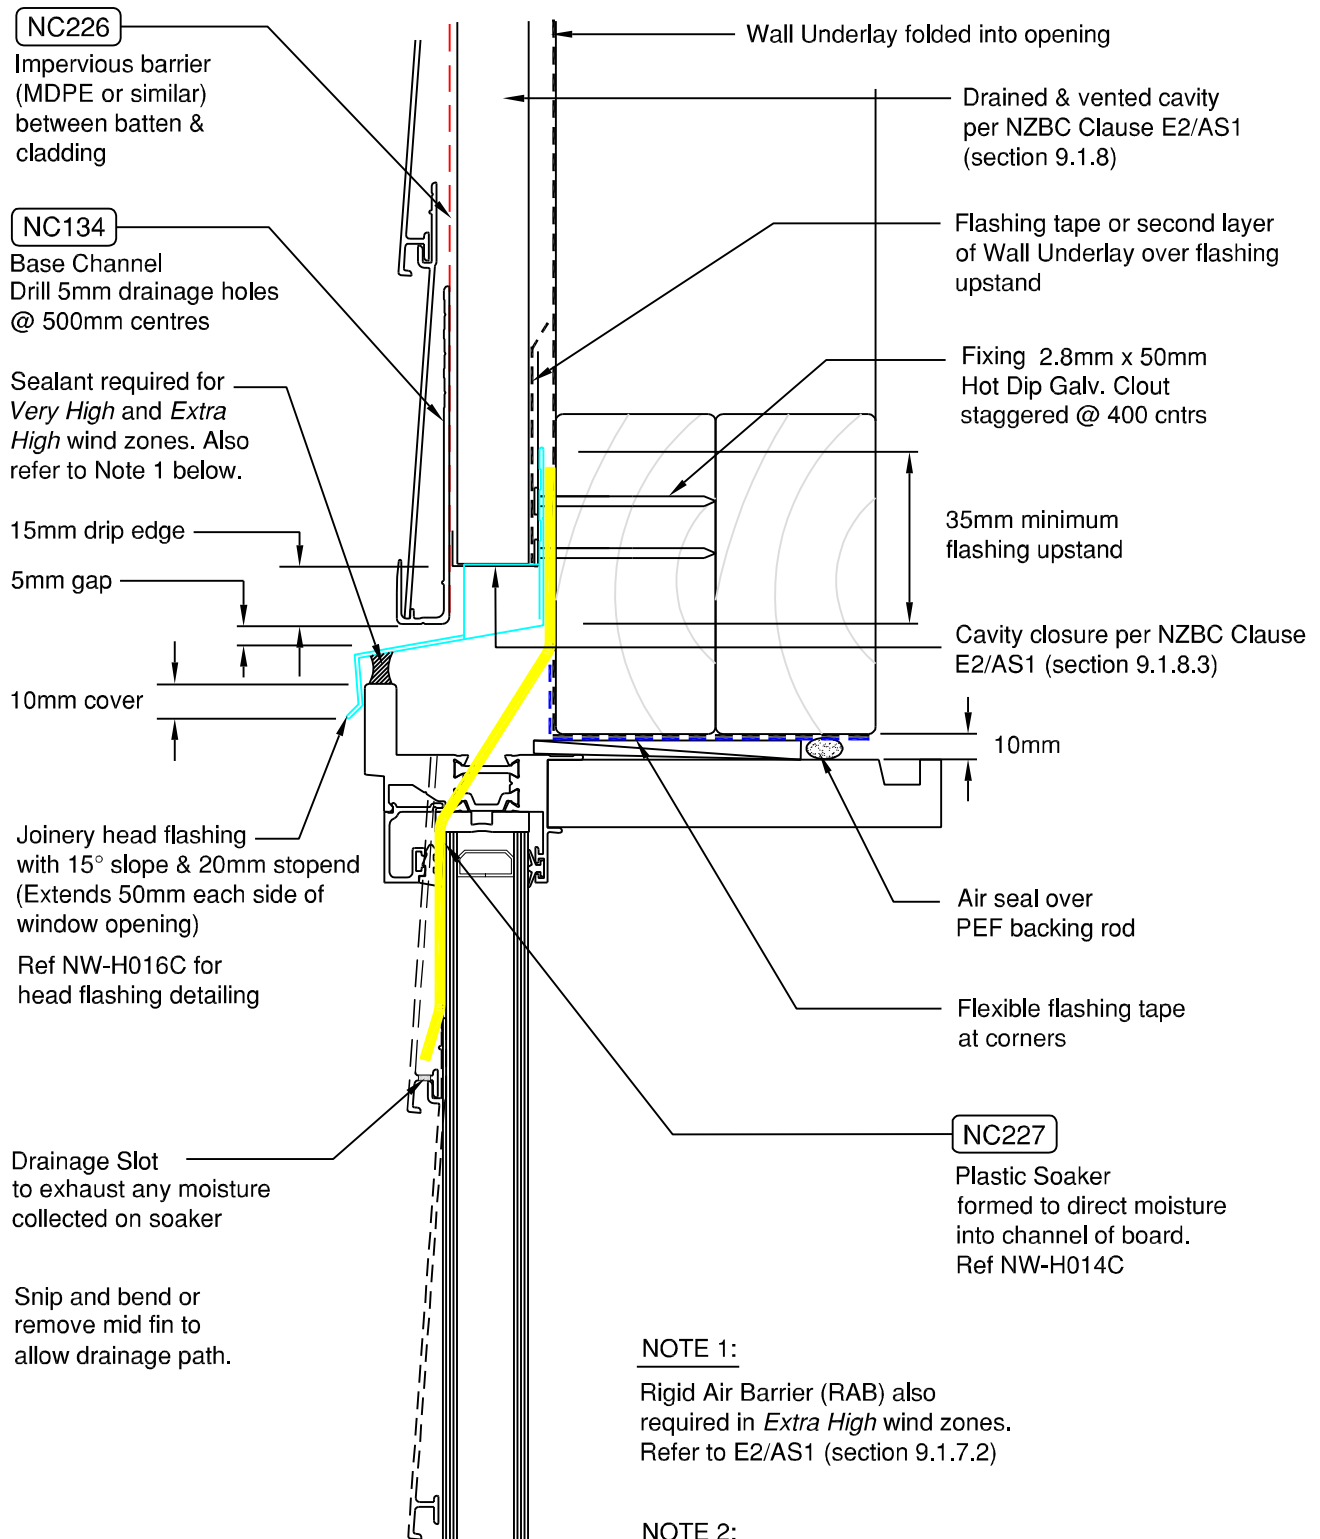 NC226
Impervious barrier
(MDPE or similar)
between batten &
cladding
NC134
Base Channel
Drill 5mm drainage holes
@ 500mm centres
Sealant required for
Very High and Extra
High wind zones. Also
refer to Note 1 below.
15mm drip edge
5mm gap
10mm cover
Joinery head flashing
with 15° slope & 20mm stopend
(Extends 50mm each side of
window opening)
Ref NW-H016C for
head flashing detailing
Drainage Slot
to exhaust any moisture
collected on soaker
Snip and bend or
remove mid fin to
allow drainage path.
Wall Underlay folded into opening
Drained & vented cavity
per NZBC Clause E2/AS1
(section 9.1.8)
Flashing tape or second layer
of Wall Underlay over flashing
upstand
Fixing 2.8mm x 50mm
Hot Dip Galv. Clout
staggered @ 400 cntrs
35mm minimum
flashing upstand
Cavity closure per NZBC Clause
E2/AS1 (section 9.1.8.3)
10mm
Air seal over
PEF backing rod
Flexible flashing tape
at corners
NC227
Plastic Soaker
formed to direct moisture
into channel of board.
Ref NW-H014C
NOTE 1:
Rigid Air Barrier (RAB) also
required in Extra High wind zones.
Refer to E2/AS1 (section 9.1.7.2)
NOTE 2: